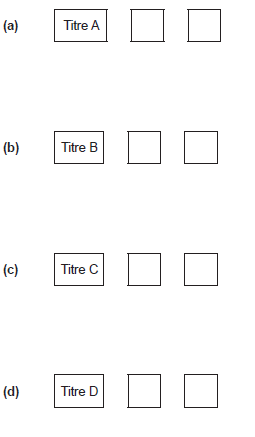 (a) Titre A
(b) Titre B
(c) Titre C
(d) Titre D